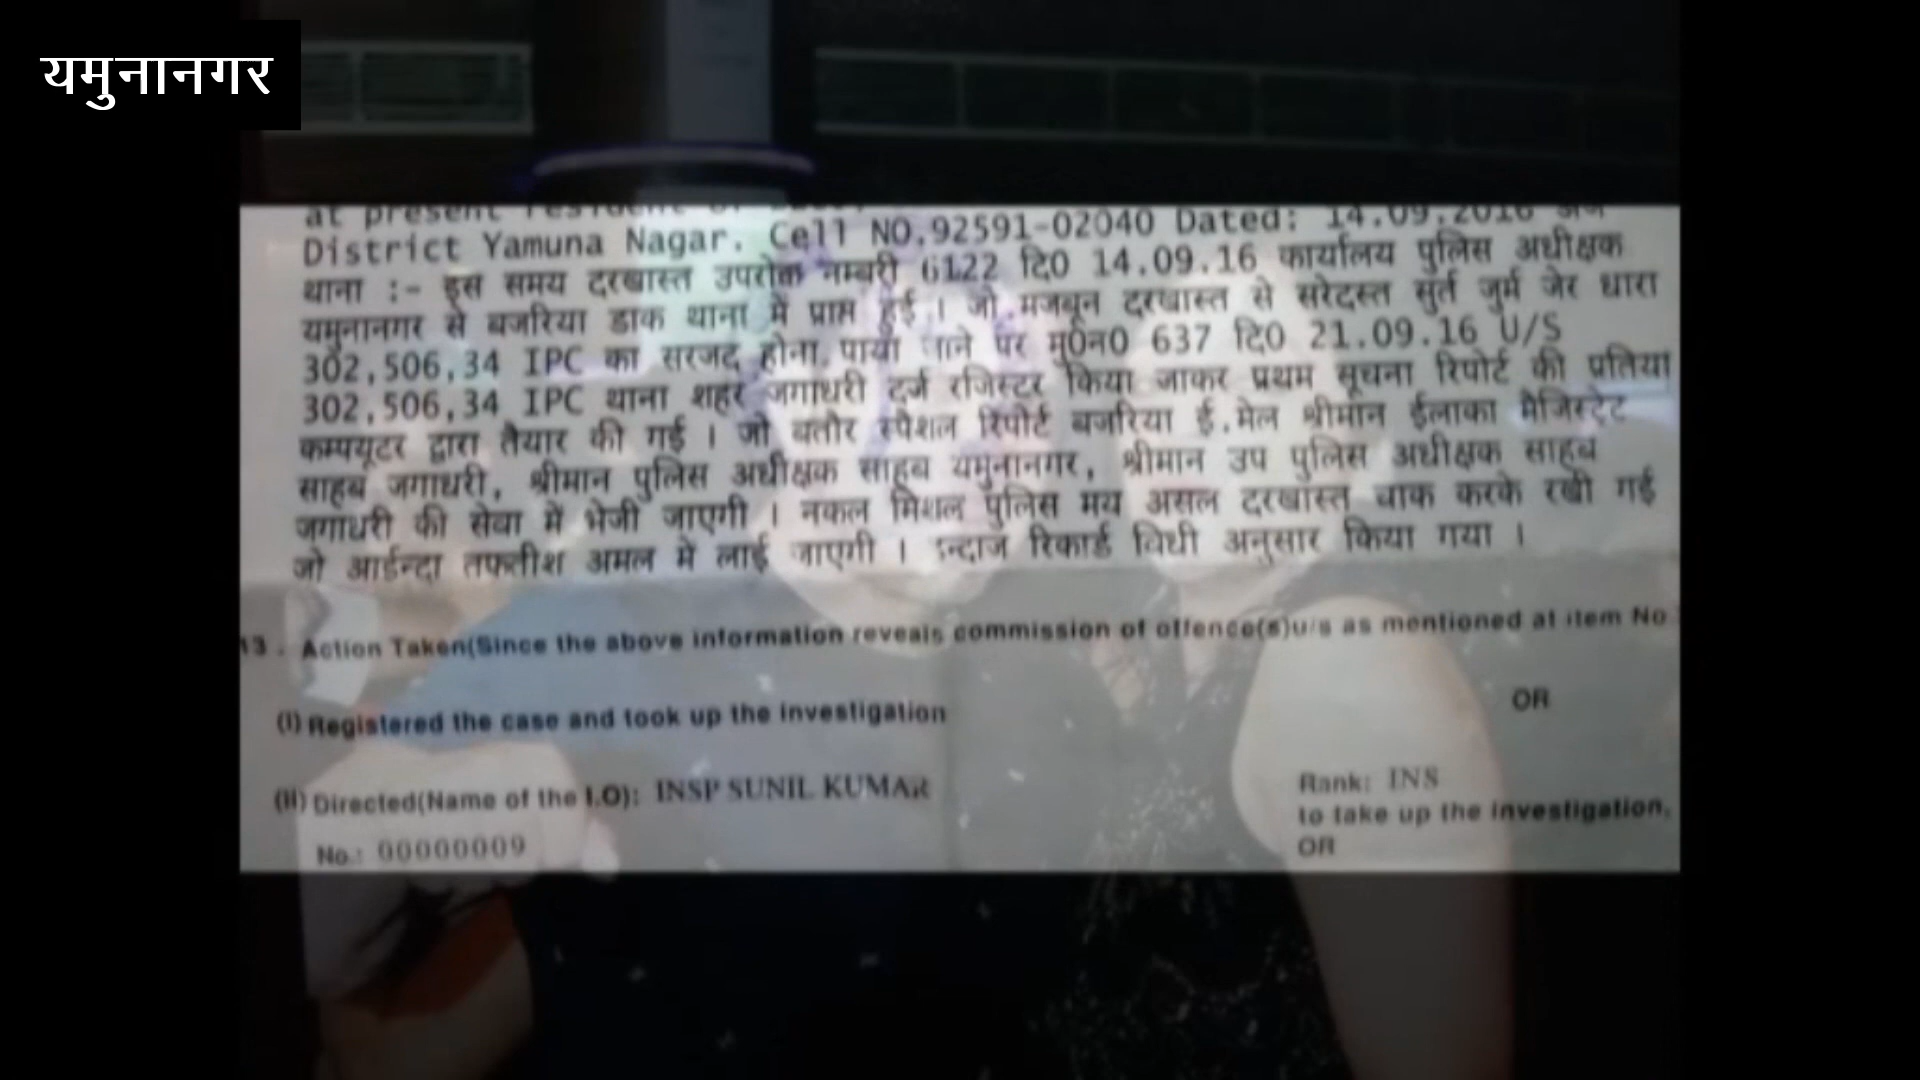 यमुनानगर
at present resident of
District Yamuna Nagar. Cell NO.92591-02040 Dated: 14.09.2016 अज
थाना :- इस समय दरखास्त उपरोक नम्बरी 6122 दि0 14.09.16 कार्यालय पुलिस अधीक्षक
यमुनानगर से बजरिया डाक थाना में प्राप्त हुई । जो मजबून दरखास्त से सरेदस्त सुर्त जुर्म जेर धारा
302,506,34 IPC का सरजद होना पाया जाने पर मु0न0 637 दि0 21.09.16 U/S
302,506,34 IPC थाना शहर जगाधरी दर्ज रजिस्टर किया जाकर प्रथम सूचना रिपोर्ट की प्रतियां
कम्पयूटर द्वारा तैयार की गई । जो बतौर स्पैशल रिपोर्ट बजरिया ई.मेल श्रीमान ईलाका मैजिस्ट्रेट
साहब जगाधरी, श्रीमान पुलिस अधीक्षक साहब यमुनानगर, श्रीमान उप पुलिस अधीक्षक साहब
जगाधरी की सेवा में भेजी जाएगी । नकल मिशल पुलिस मय असल दरखास्त चाक करके रखी गई
जो आईन्दा तफ्तीश अमल मे लाई जाएगी । इन्दाज रिकार्ड विधी अनुसार किया गया ।
13. Action Taken(Since the above information reveals commission of offence(s)u/s as mentioned at item No
(i) Registered the case and took up the investigation OR
(ii) Directed(Name of the I.O): INSP SUNIL KUMAR Rank: INS
to take up the investigation,
No.: 00000009 OR